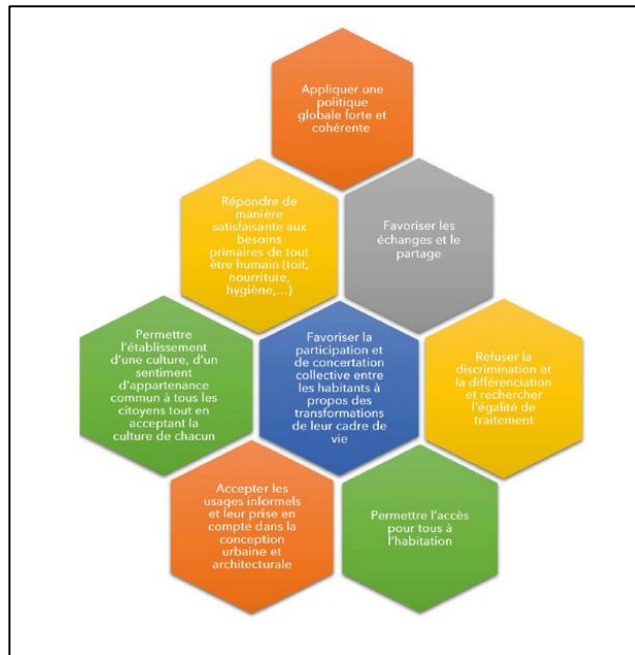 Appliquer une
politique
globale forte et
cohérente
Répondre de
manière
satisfaisante aux
besoins
primaires de tout
être humain (toit,
nourriture,
hygiène,...)
Favoriser les
échanges et le
partage
Permettre
l'établissement
d'une culture, d'un
sentiment
d'appartenance
commun à tous les
citoyens tout en
acceptant la
culture de chacun
Favoriser la
participation et
de concertation
collective entre
les habitants à
propos des
transformations
de leur cadre de
vie
Refuser la
discrimination et
la différenciation
et rechercher
l'égalité de
traitement
Accepter les
usages informels
et leur prise en
compte dans la
conception
urbaine et
architecturale
Permettre l'accès
pour tous à
l'habitation